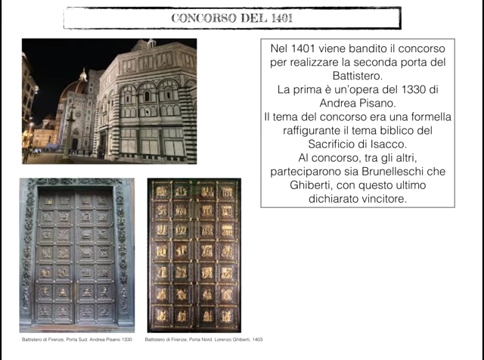 CONCORSO DEL 1401
Nel 1401 viene bandito il concorso
per realizzare la seconda porta del
Battistero.
La prima è un'opera del 1330 di
Andrea Pisano.
Il tema del concorso era una formella
raffigurante il tema biblico del
Sacrificio di Isacco.
Al concorso, tra gli altri,
parteciparono sia Brunelleschi che
Ghiberti, con questo ultimo
dichiarato vincitore.
Battistero di Firenze, Porta Sud. Andrea Pisano 1330
Battistero di Firenze, Porta Nord. Lorenzo Ghiberti, 1403